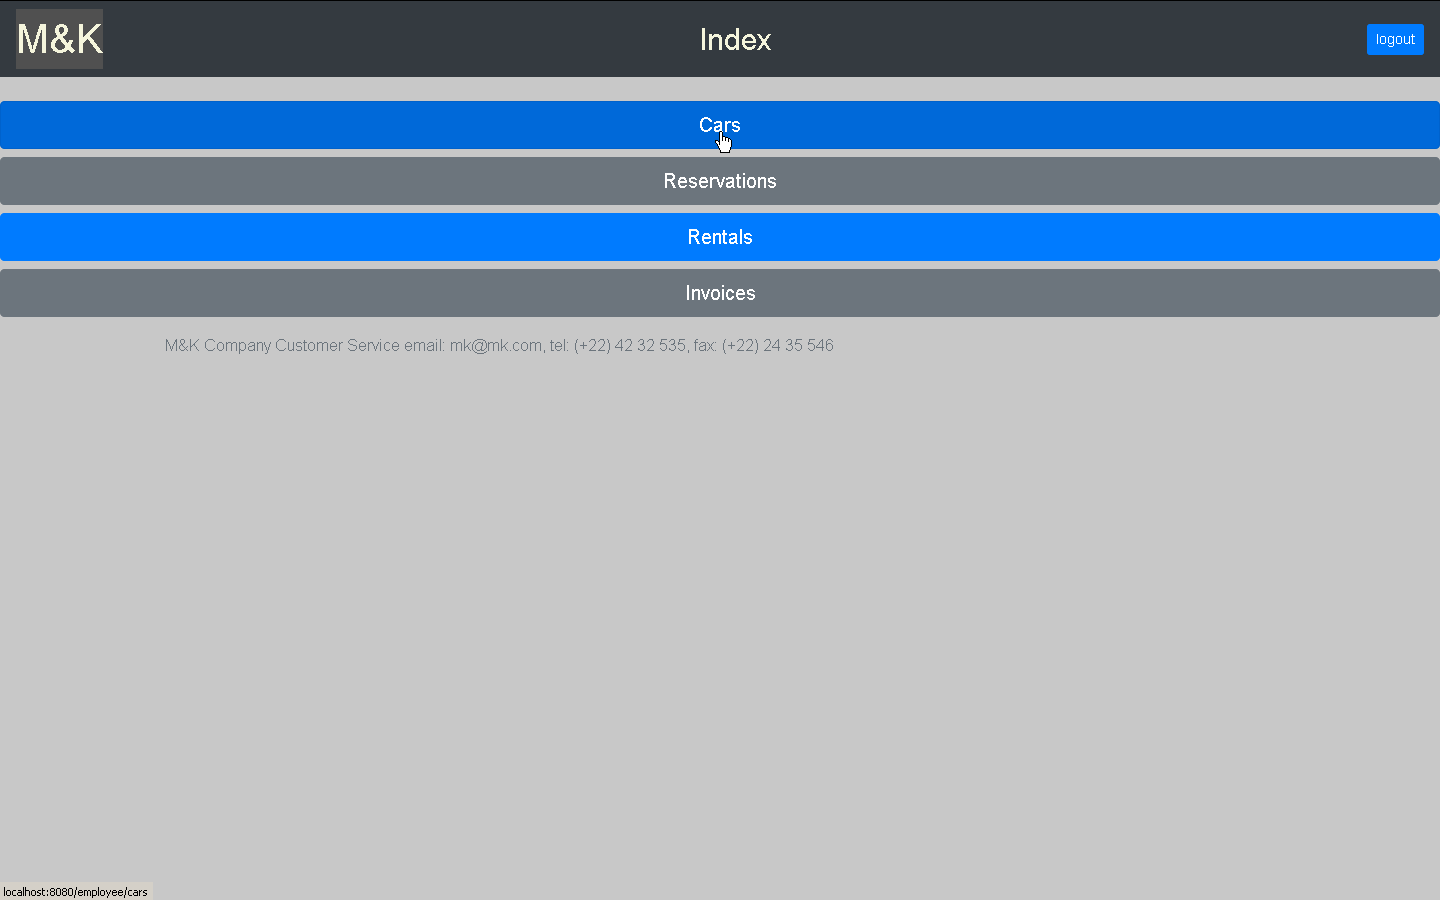 M&K
Index
logout
Cars
Reservations
Rentals
Invoices
M&K Company Customer Service email: mk@mk.com, tel: (+22) 42 32 535, fax: (+22) 24 35 546
localhost:8080/employee/cars